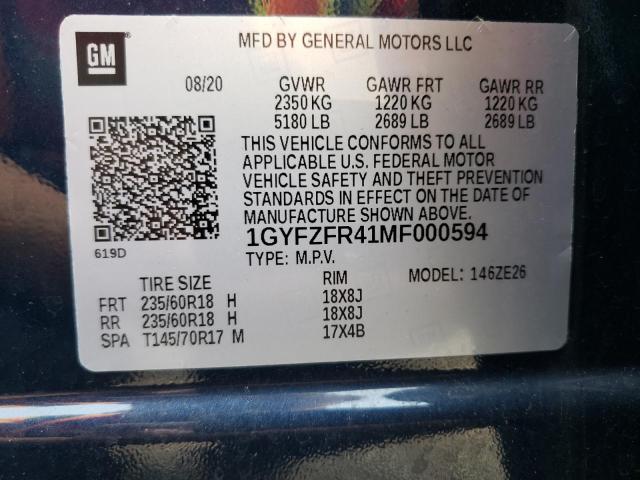 GM
MFD BY GENERAL MOTORS LLC
08/20 GVWR GAWR FRT GAWR RR
2350 KG 1220 KG 1220 KG
5180 LB 2689 LB 2689 LB
THIS VEHICLE CONFORMS TO ALL
APPLICABLE U.S. FEDERAL MOTOR
VEHICLE SAFETY AND THEFT PREVENTION
STANDARDS IN EFFECT ON THE DATE OF
MANUFACTURE SHOWN ABOVE.
1GYFZFR41MF000594
619D
TYPE: M.P.V. MODEL: 146ZE26
TIRE SIZE RIM
FRT 235/60R18 H 18X8J
RR 235/60R18 H 18X8J
SPA T145/70R17 M 17X4B